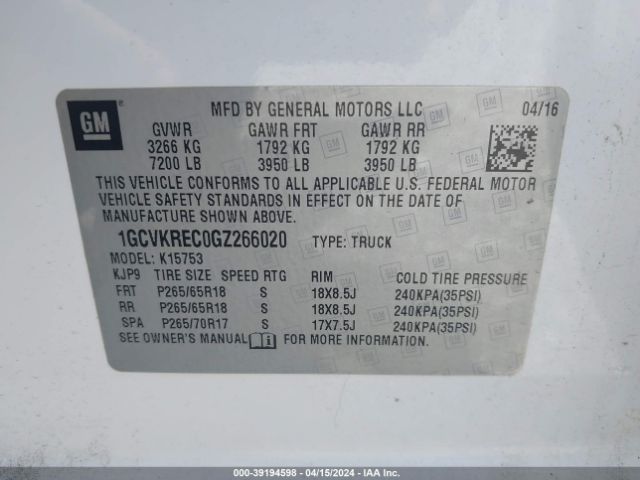 GM
MFD BY GENERAL MOTORS LLC 04/16
GVWR GAWR FRT GAWR RR
3266 KG 1792 KG 1792 KG
7200 LB 3950 LB 3950 LB
THIS VEHICLE CONFORMS TO ALL APPLICABLE U.S. FEDERAL MOTOR
VEHICLE SAFETY STANDARDS IN EFFECT ON THE DATE OF
MANUFACTURE SHOWN ABOVE.
1GCVKREC0GZ266020 TYPE: TRUCK
MODEL: K15753
KJP9 TIRE SIZE SPEED RTG RIM COLD TIRE PRESSURE
FRT P265/65R18 S 18X8.5J 240KPA(35PSI)
RR P265/65R18 S 18X8.5J 240KPA(35PSI)
SPA P265/70R17 S 17X7.5J 240KPA(35PSI)
SEE OWNER'S MANUAL FOR ADDITIONAL INFORMATION.
000-39194598 - 04/15/2024 - IAA Inc.